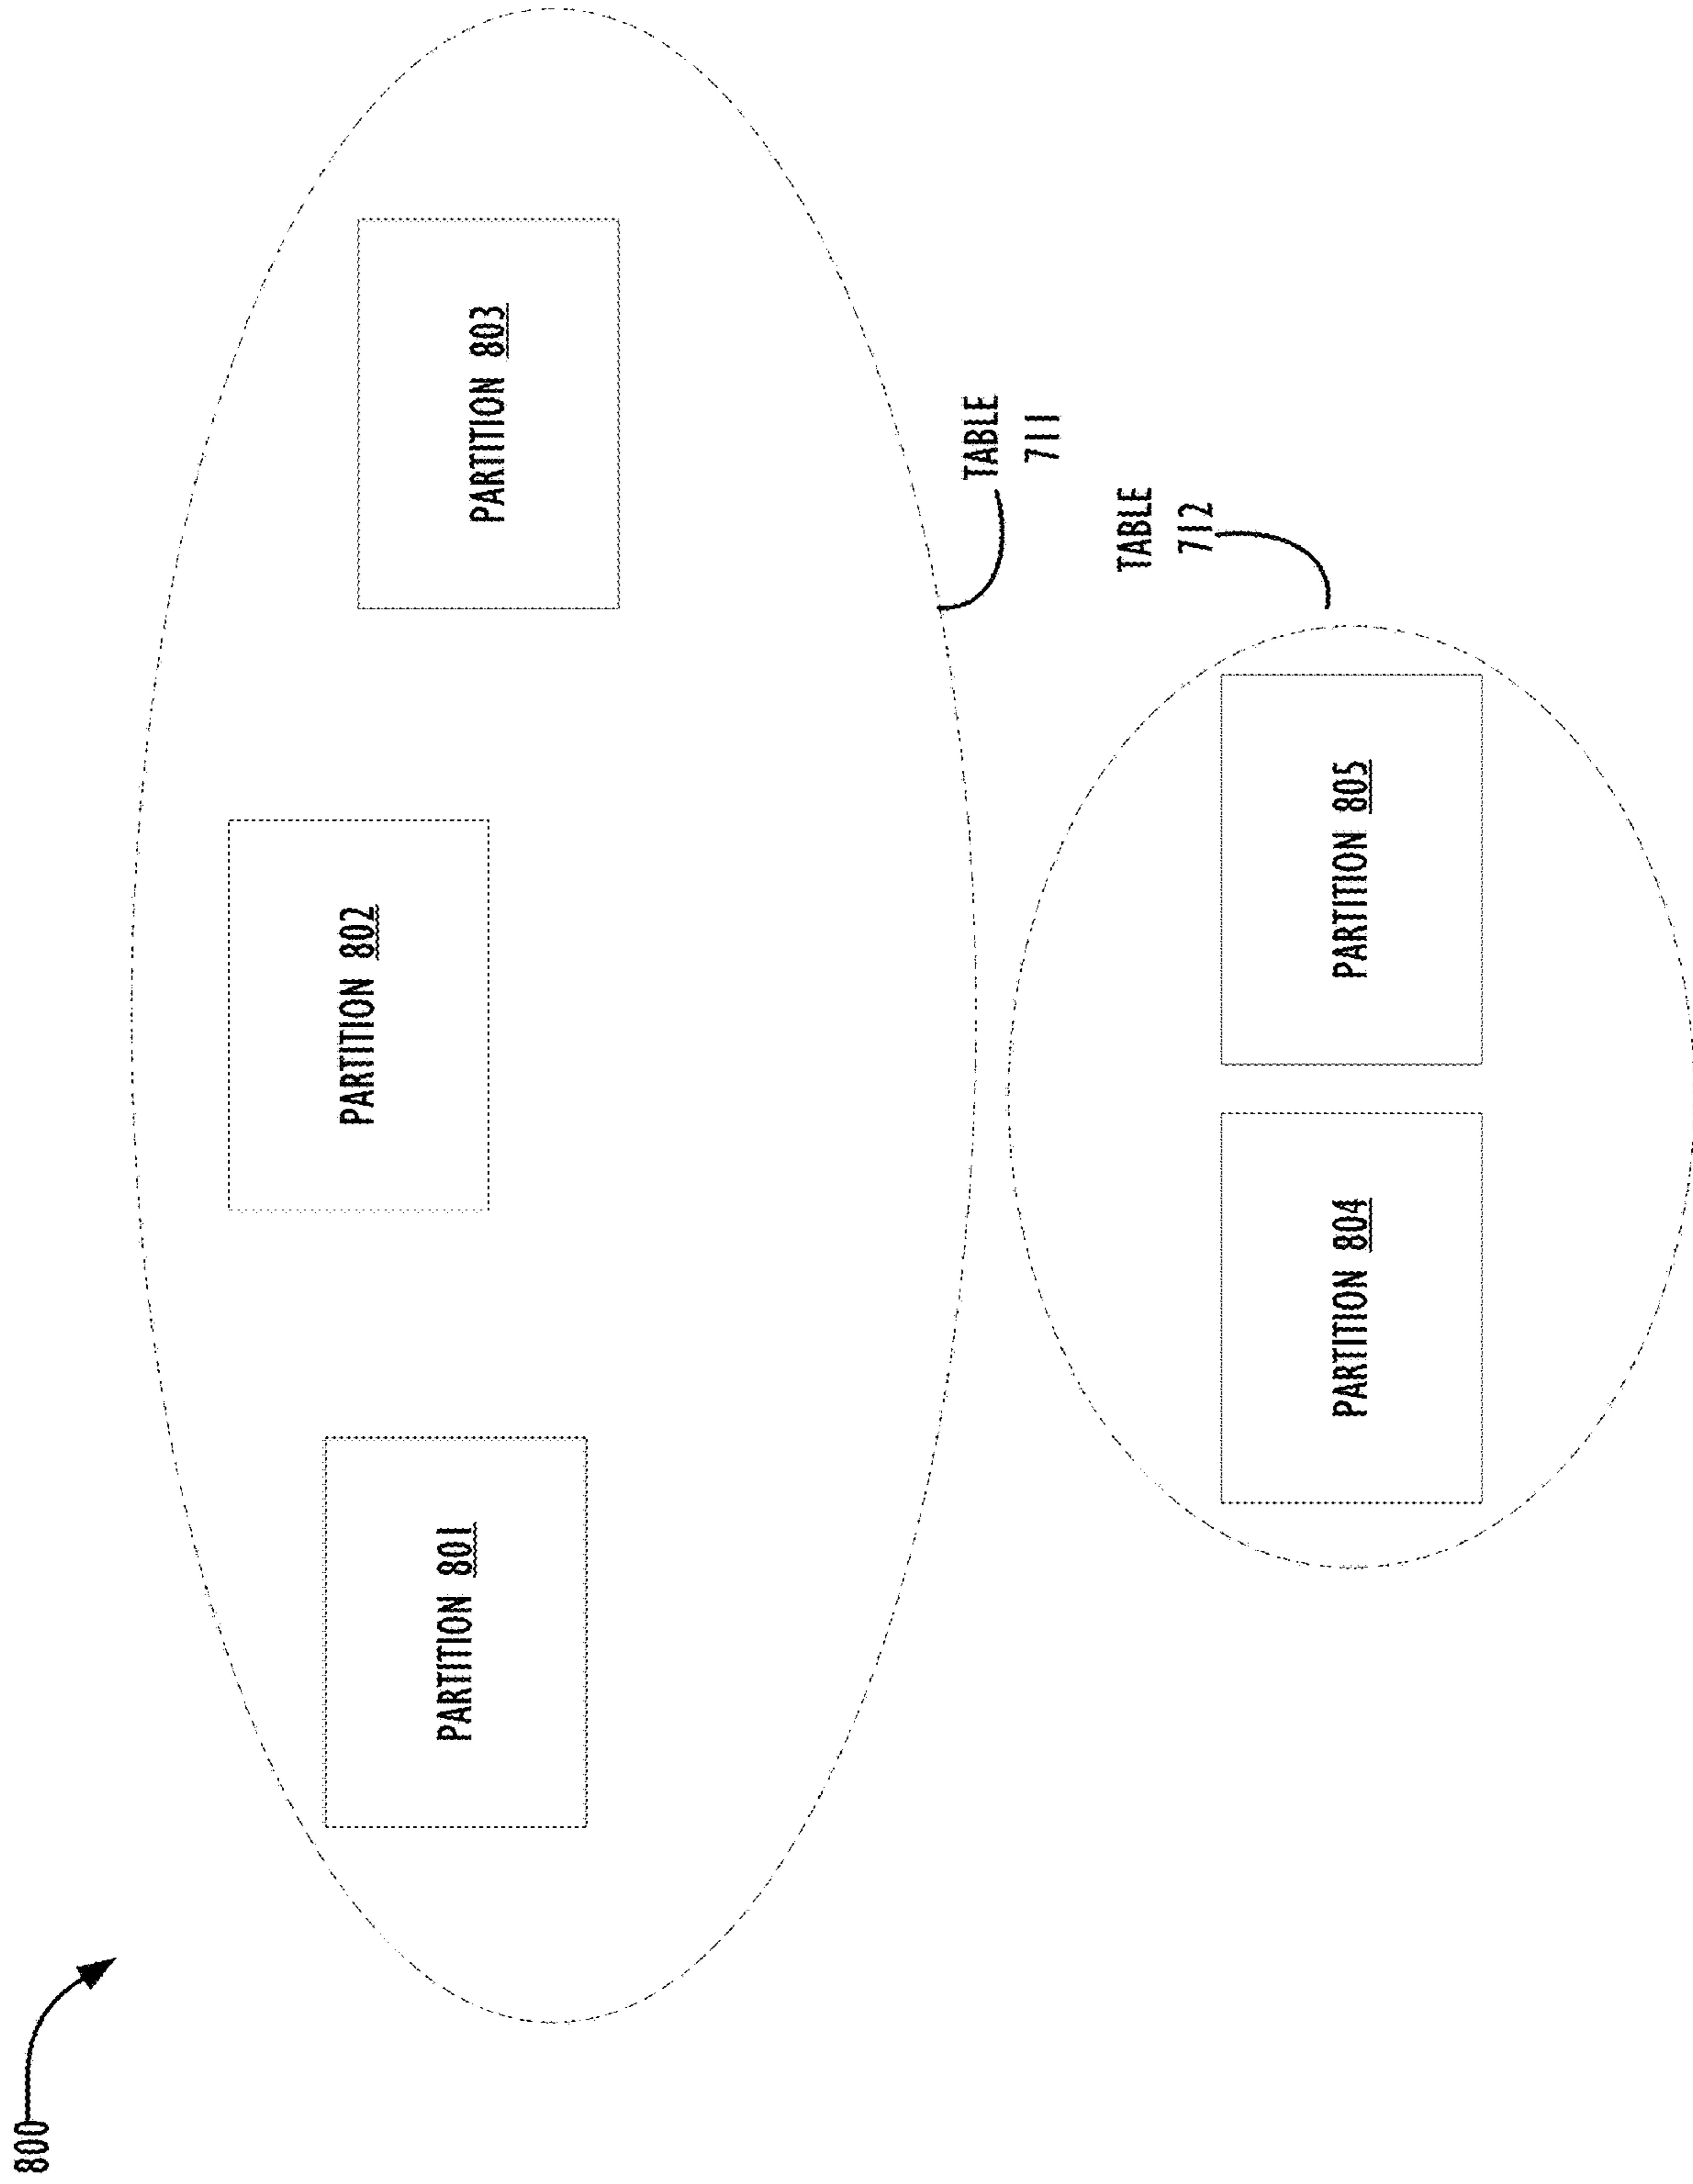 800
PARTITION 802
PARTITION 801
PARTITION 803
TABLE
711
TABLE
712
PARTITION 804
PARTITION 805